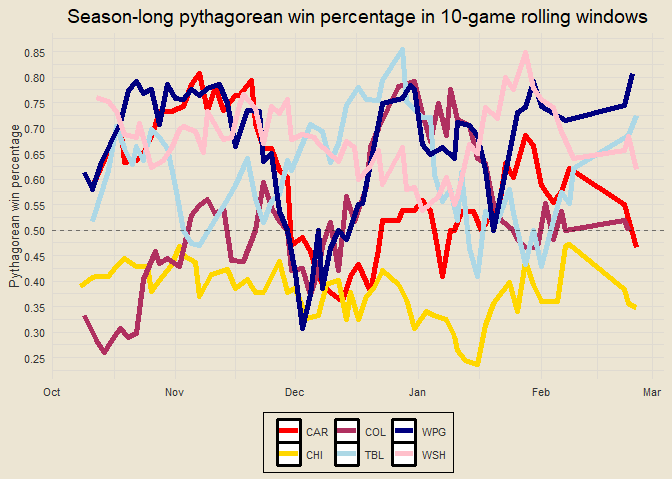 Season-long pythagorean win percentage in 10-game rolling windows
Pythagorean win percentage
0.85
0.80
0.75
0.70
0.65
0.60
0.55
0.50
0.45
0.40
0.35
0.30
0.25
Oct Nov Dec Jan Feb Mar
CAR COL WPG
CHI TBL WSH